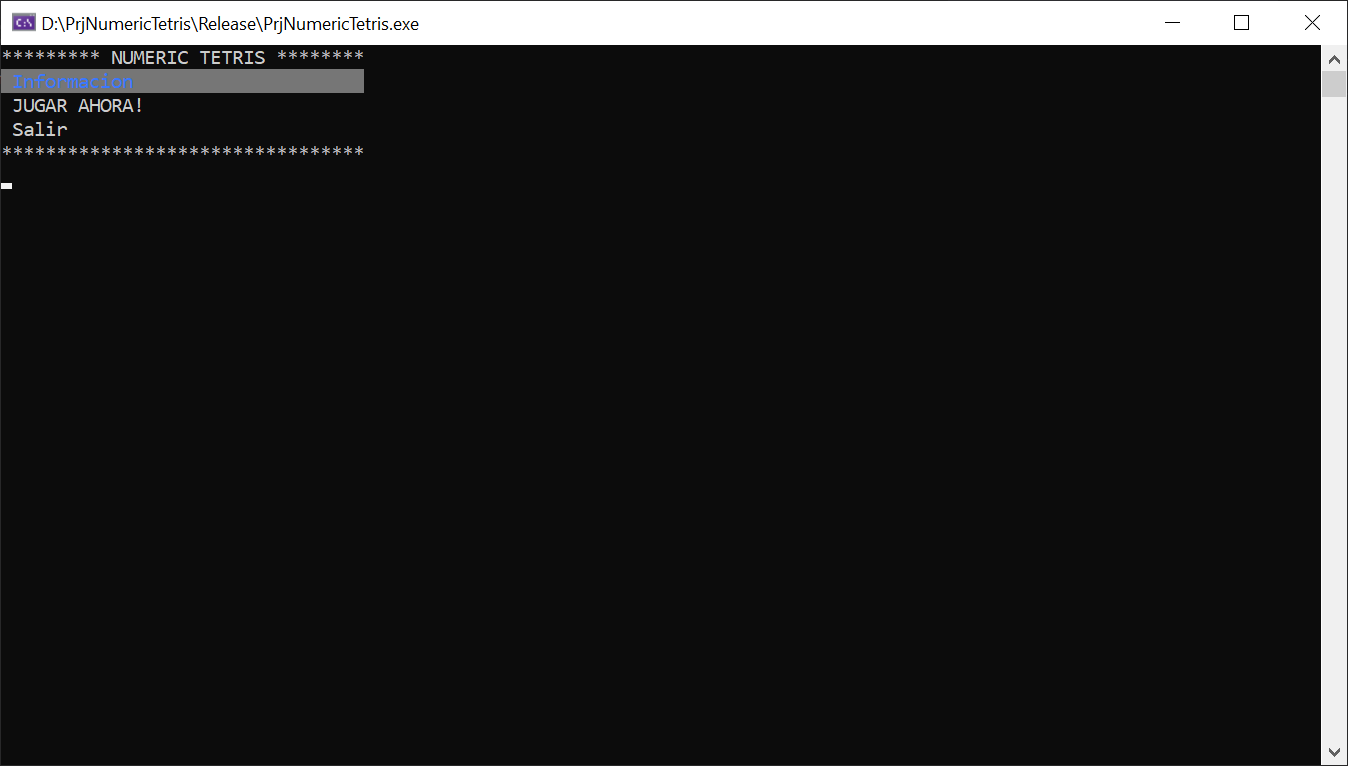 D:\PrjNumericTetris\Release\PrjNumericTetris.exe
********* NUMERIC TETRIS ********
Informacion
JUGAR AHORA!
Salir
*********************************